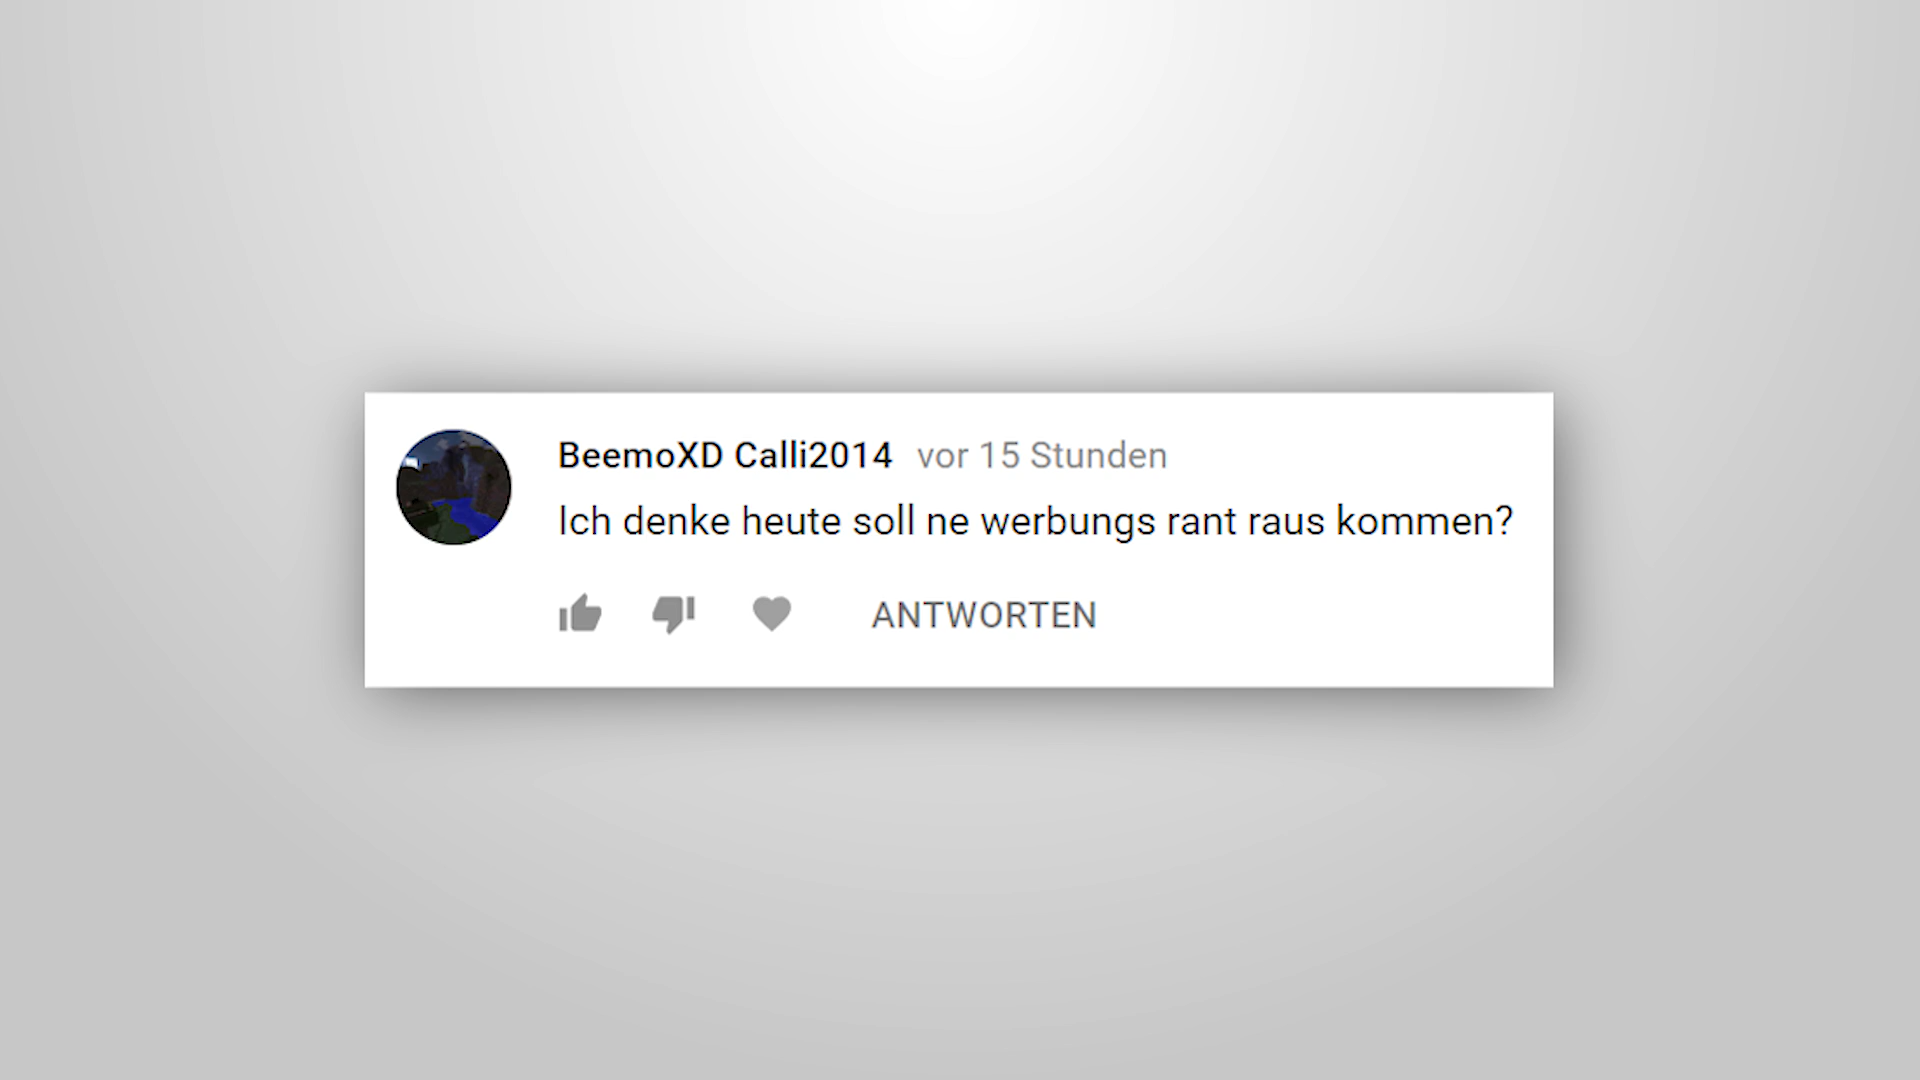 BeemoXD Calli2014 vor 15 Stunden
Ich denke heute soll ne werbungs rant raus kommen?
ANTWORTEN